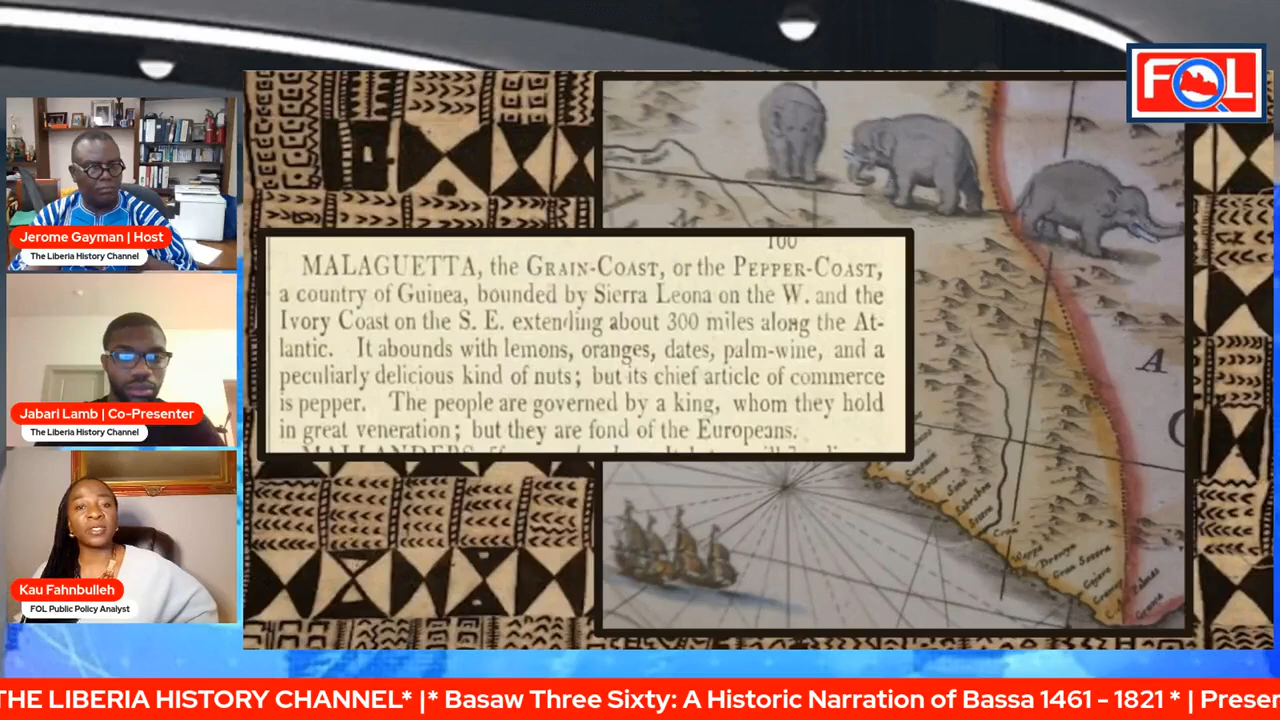 FOL
Jerome Gayman | Host
The Liberia History Channel
Jabari Lamb | Co-Presenter
The Liberia History Channel
Kau Fahnbulleh
FOL Public Policy Analyst
100
MALAGUETTA, the GRAIN-COAST, or the PEPPER-COAST,
a country of Guinea, bounded by Sierra Leona on the W. and the
Ivory Coast on the S. E. extending about 300 miles along the At-
lantic. It abounds with lemons, oranges, dates, palm-wine, and a
peculiarly delicious kind of nuts; but its chief article of commerce
is pepper. The people are governed by a king, whom they hold
in great veneration; but they are fond of the Europeans.
A
THE LIBERIA HISTORY CHANNEL* |* Basaw Three Sixty: A Historic Narration of Bassa 1461 - 1821 * | Presen